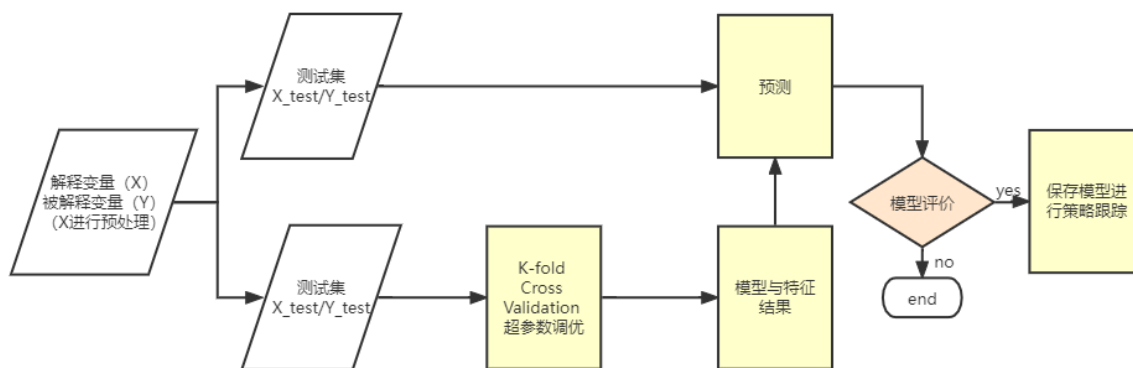 测试集
X_test/Y_test
预测
解释变量（X）
被解释变量（Y）
（X进行预处理）
模型评价
yes
保存模型进
行策略跟踪
no
end
测试集
X_test/Y_test
K-fold
Cross
Validation
超参数调优
模型与特征
结果